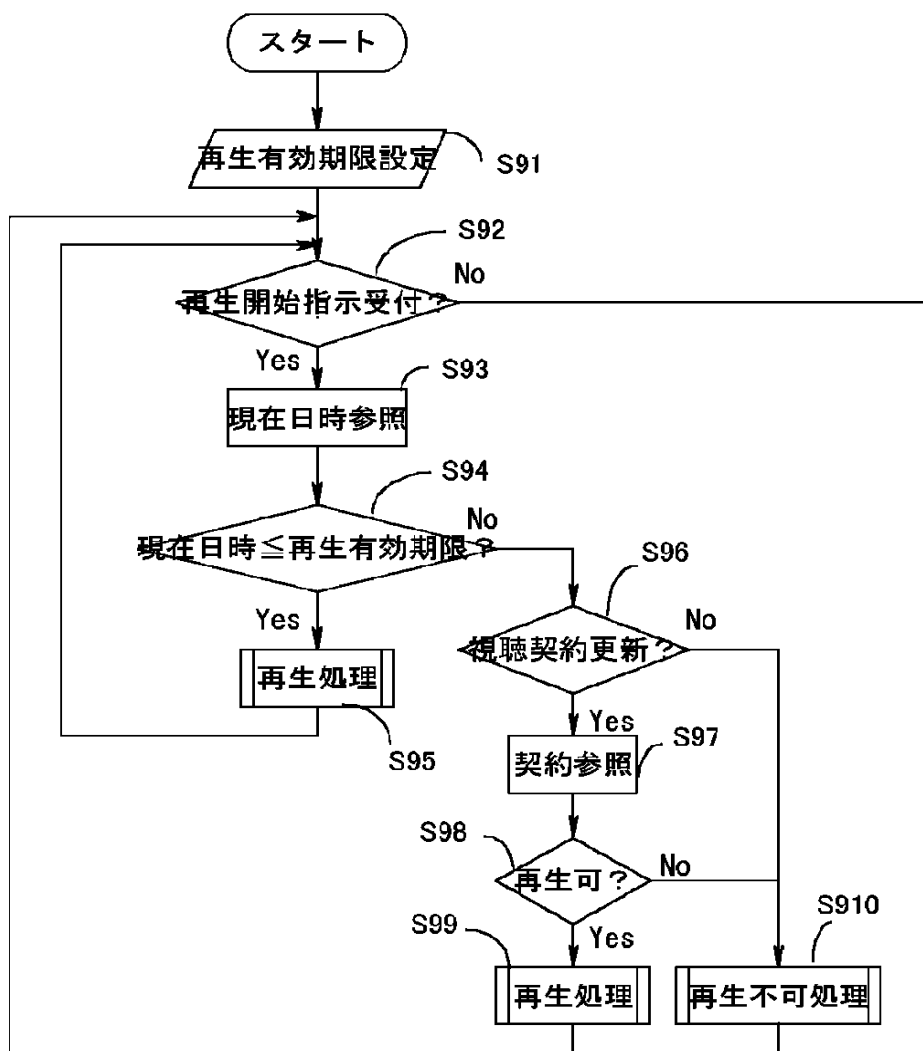 スタート
再生有効期限設定
S91
S92
No
再生開始指示受付？
Yes
S93
現在日時参照
S94
No
現在日時≦再生有効期限？
S96
Yes
No
視聴契約更新？
再生処理
Yes
S97
S95
契約参照
S98
No
再生可？
S910
S99
Yes
再生処理
再生不可処理